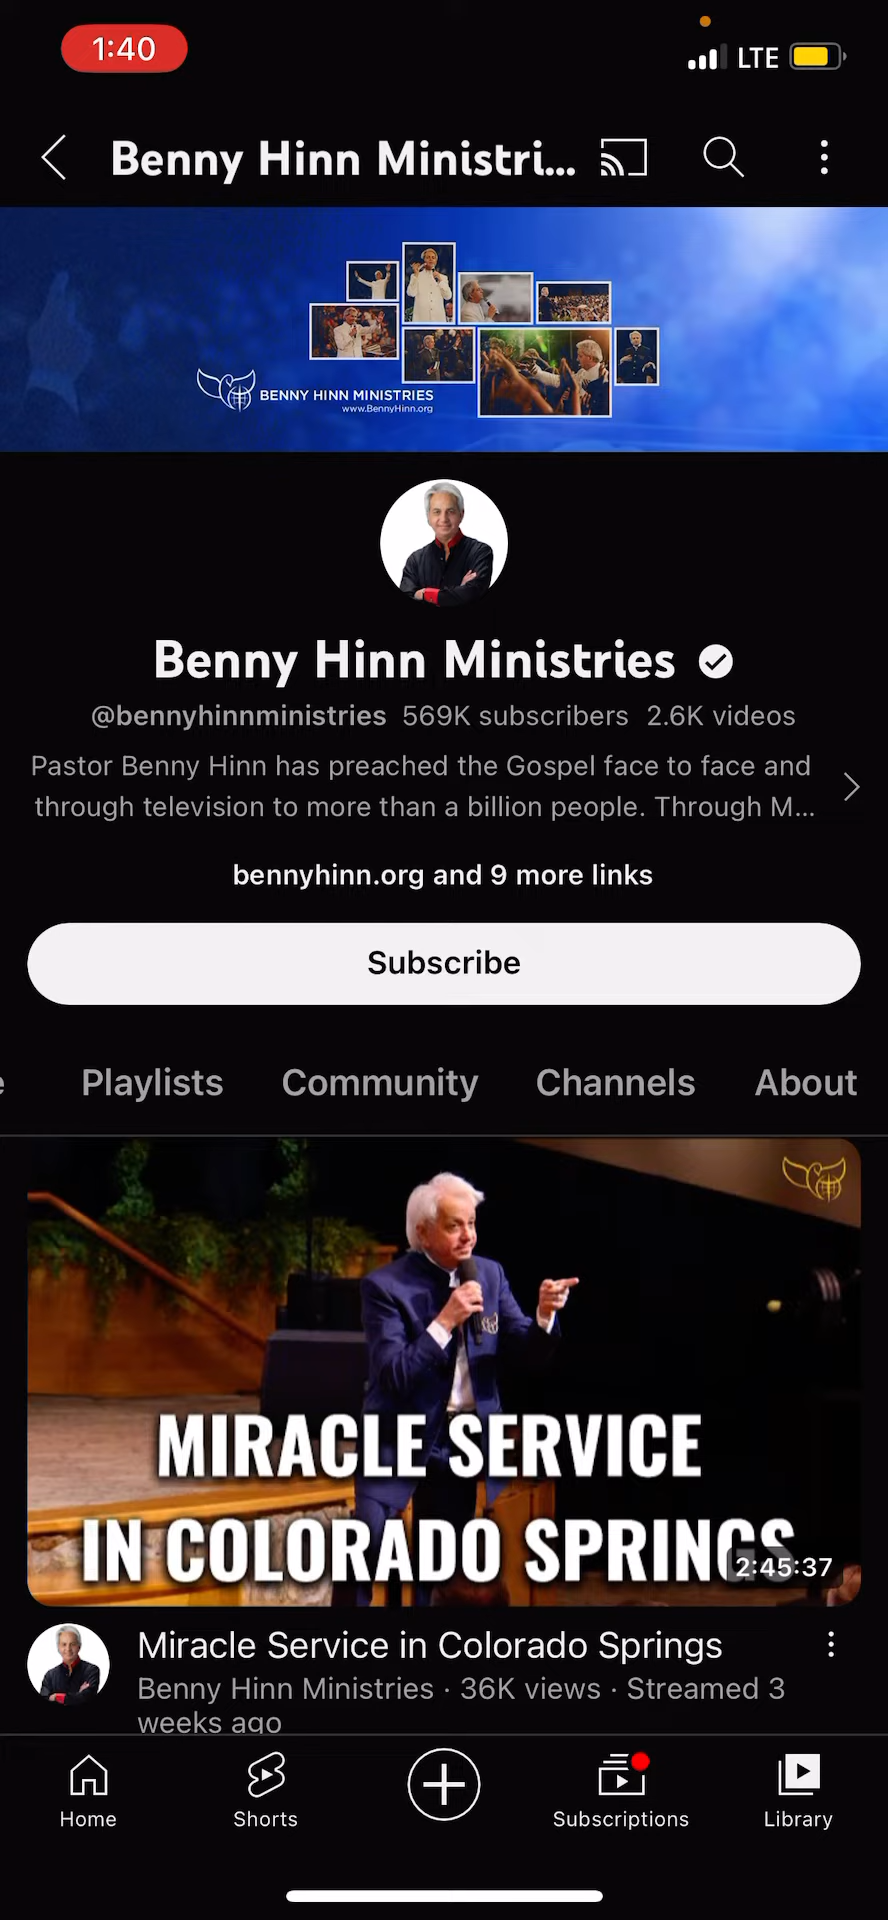 1:40
LTE
Benny Hinn Ministri...
BENNY HINN MINISTRIES
www.BennyHinn.org
Benny Hinn Ministries
@bennyhinnministries 569K subscribers 2.6K videos
Pastor Benny Hinn has preached the Gospel face to face and
through television to more than a billion people. Through M...
bennyhinn.org and 9 more links
Subscribe
e Playlists Community Channels About
MIRACLE SERVICE
IN COLORADO SPRINGS
2:45:37
Miracle Service in Colorado Springs
Benny Hinn Ministries · 36K views · Streamed 3
weeks ago
Home Shorts Subscriptions Library